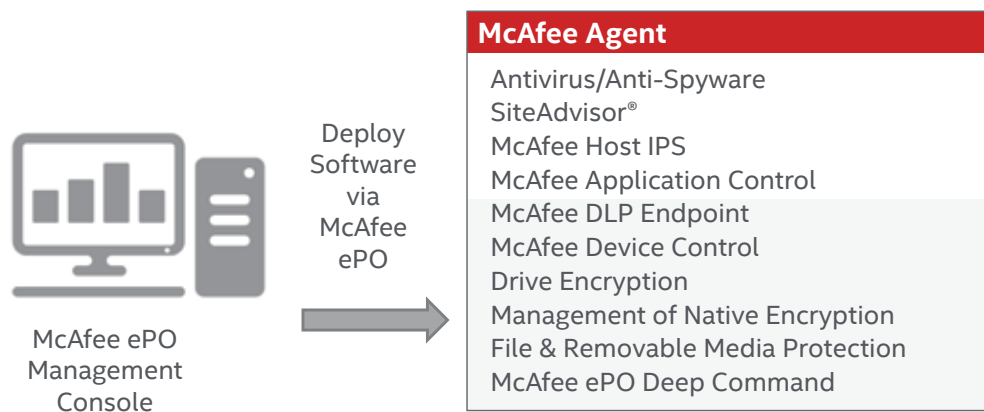 McAfee ePO
Management
Console
Deploy
Software
via
McAfee
ePO
McAfee Agent
Antivirus/Anti-Spyware
SiteAdvisor®
McAfee Host IPS
McAfee Application Control
McAfee DLP Endpoint
McAfee Device Control
Drive Encryption
Management of Native Encryption
File & Removable Media Protection
McAfee ePO Deep Command